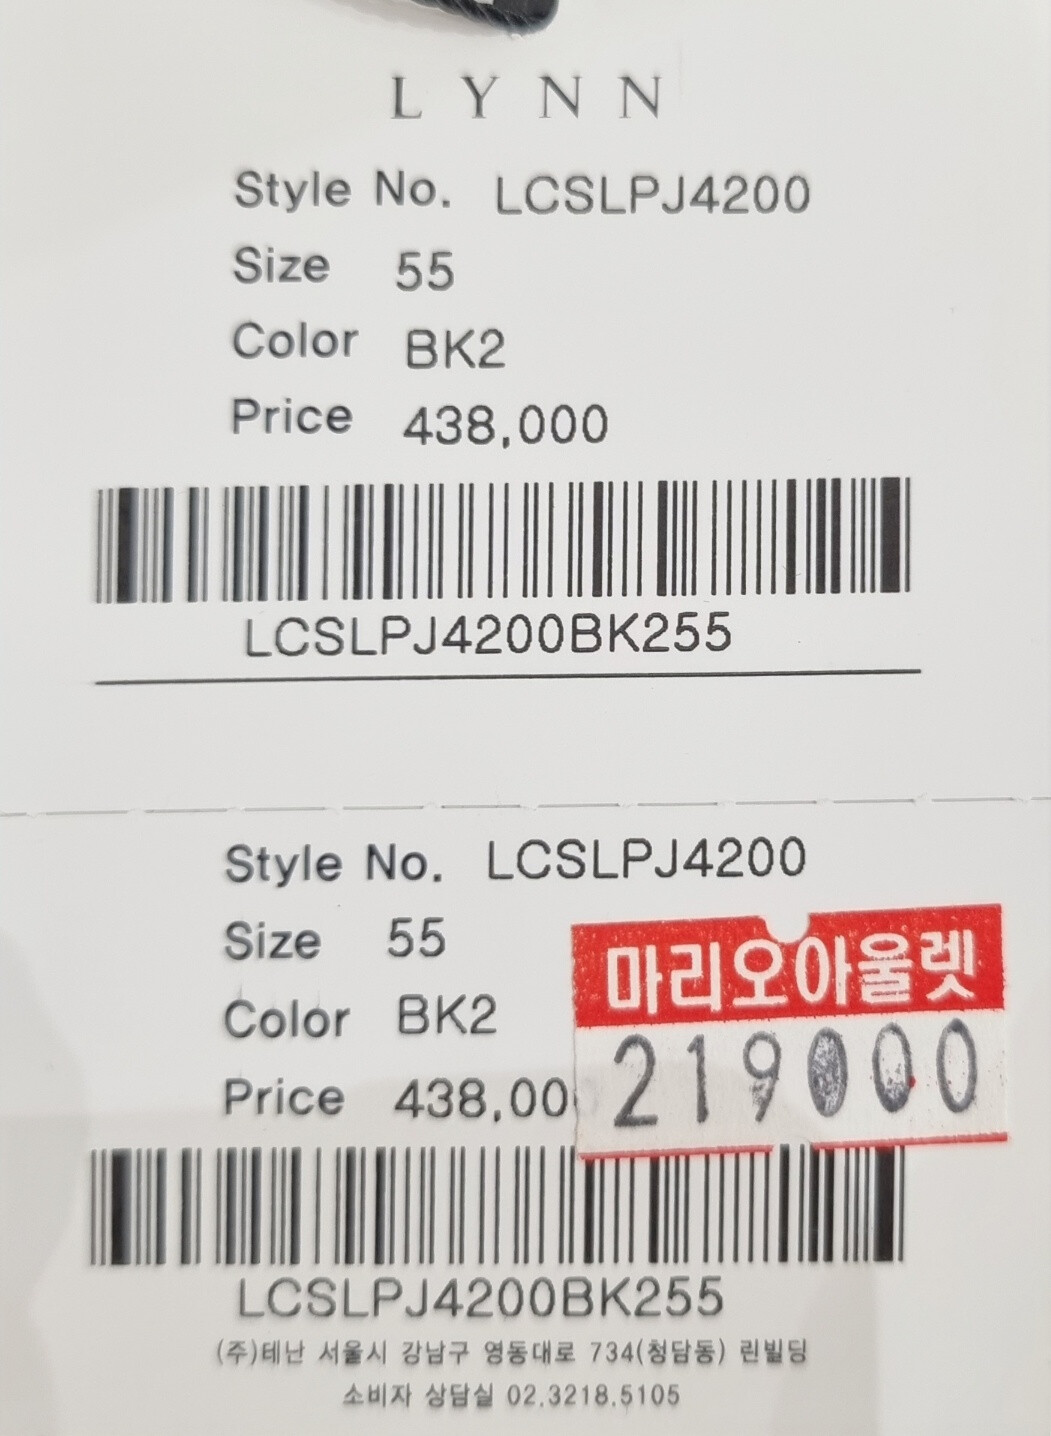 LYNN
Style No. LCSLPJ4200
Size 55
Color BK2
Price 438,000
LCSLPJ4200BK255
Style No. LCSLPJ4200
Size 55
Color BK2
Price 438,00
마리오아울렛
219000
LCSLPJ4200BK255
(주)테난 서울시 강남구 영동대로 734(청담동) 린빌딩
소비자 상담실 02.3218.5105